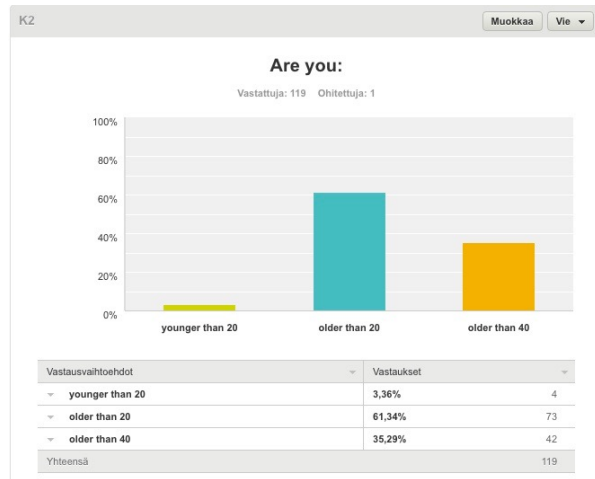 K2 Muokkaa Vie
Are you:
Vastattuja: 119 Ohitettuja: 1
100%
80%
60%
40%
20%
0%
younger than 20 older than 20 older than 40
Vastausvaihtoehdot Vastaukset
younger than 20 3,36% 4
older than 20 61,34% 73
older than 40 35,29% 42
Yhteensä 119